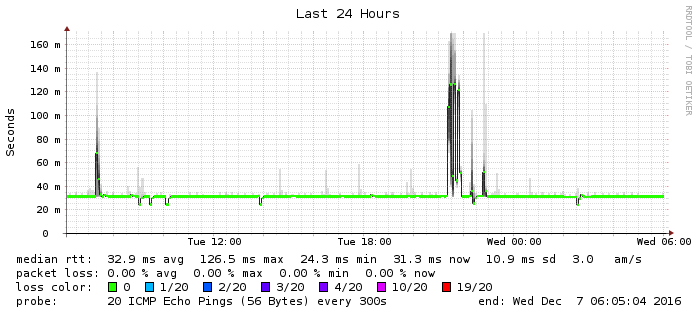 Last 24 Hours
RRDTOOL / TOBI OETIKER
Seconds
160 m
140 m
120 m
100 m
80 m
60 m
40 m
20 m
0
Tue 12:00 Tue 18:00 Wed 00:00 Wed 06:00
median rtt: 32.9 ms avg 126.5 ms max 24.3 ms min 31.3 ms now 10.9 ms sd 3.0 am/s
packet loss: 0.00 % avg 0.00 % max 0.00 % min 0.00 % now
loss color: 0 1/20 2/20 3/20 4/20 10/20 19/20
probe: 20 ICMP Echo Pings (56 Bytes) every 300s end: Wed Dec 7 06:05:04 2016